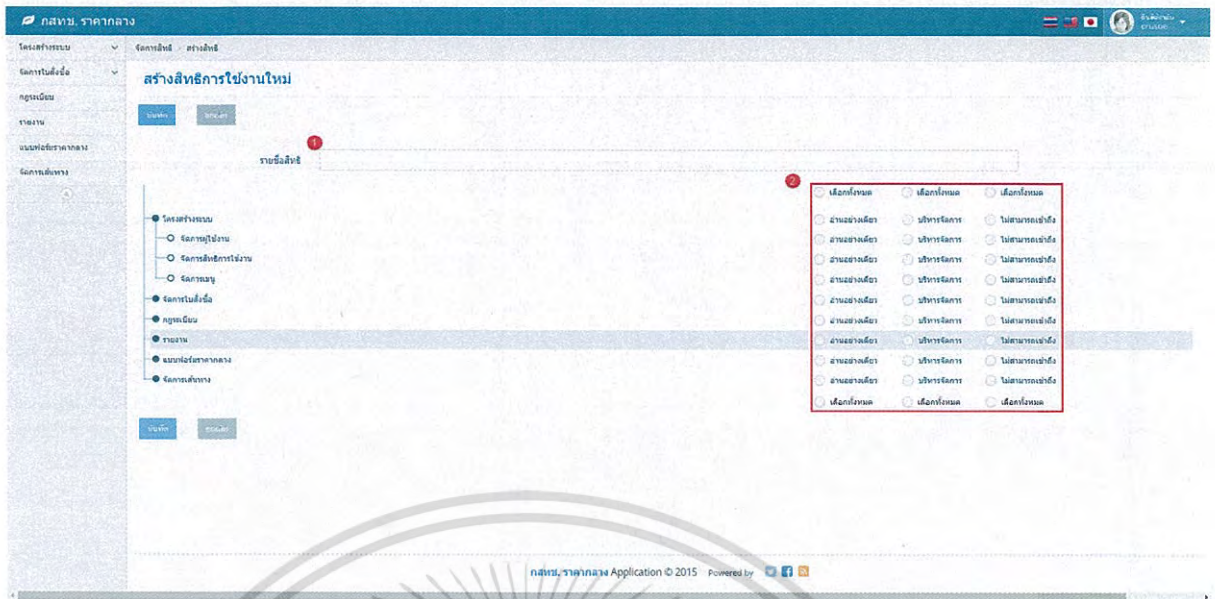 กสทช. ราคากลาง
โครงสร้างระบบ
จัดการใบสั่งซื้อ
กฎระเบียบ
รายงาน
แบบฟอร์มราคากลาง
จัดการเส้นทาง
จัดการสิทธิ สร้างสิทธิ
สร้างสิทธิการใช้งานใหม่
บันทึก ยกเลิก
1
รายชื่อสิทธิ
2
เลือกทั้งหมด เลือกทั้งหมด เลือกทั้งหมด
โครงสร้างระบบ อ่านอย่างเดียว บริหารจัดการ ไม่สามารถเข้าถึง
จัดการผู้ใช้งาน อ่านอย่างเดียว บริหารจัดการ ไม่สามารถเข้าถึง
จัดการสิทธิการใช้งาน อ่านอย่างเดียว บริหารจัดการ ไม่สามารถเข้าถึง
จัดการเมนู อ่านอย่างเดียว บริหารจัดการ ไม่สามารถเข้าถึง
จัดการใบสั่งซื้อ อ่านอย่างเดียว บริหารจัดการ ไม่สามารถเข้าถึง
กฎระเบียบ อ่านอย่างเดียว บริหารจัดการ ไม่สามารถเข้าถึง
รายงาน อ่านอย่างเดียว บริหารจัดการ ไม่สามารถเข้าถึง
แบบฟอร์มราคากลาง อ่านอย่างเดียว บริหารจัดการ ไม่สามารถเข้าถึง
จัดการเส้นทาง อ่านอย่างเดียว บริหารจัดการ ไม่สามารถเข้าถึง
เลือกทั้งหมด เลือกทั้งหมด เลือกทั้งหมด
บันทึก ยกเลิก
กสทช. ราคากลาง Application © 2015 Powered by